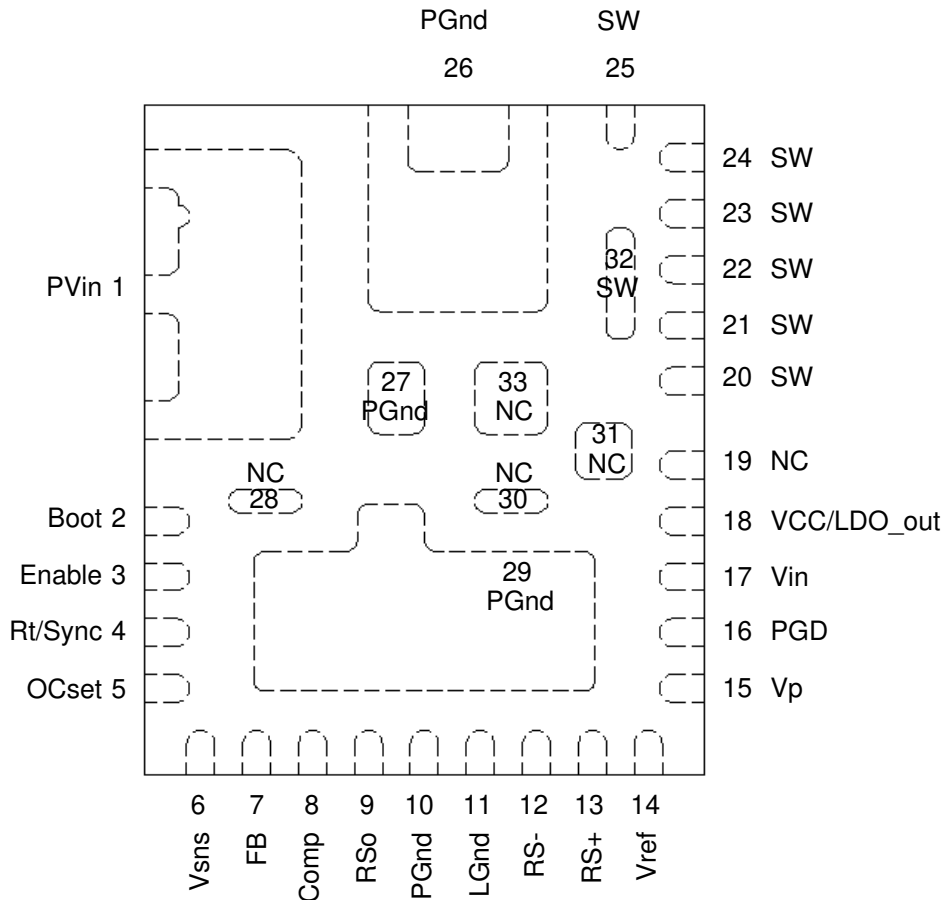 PGnd SW
26 25
24 SW
23 SW
32
22 SW
SW
PVin 1
21 SW
20 SW
27 33
PGnd NC
31
NC
19 NC
NC NC
28 30
Boot 2
18 VCC/LDO_out
Enable 3
29
17 Vin
PGnd
Rt/Sync 4
16 PGD
OCset 5
15 Vp
6 7 8 9 10 11 12 13 14
Vsns FB Comp RSo PGnd LGnd RS- RS+ Vref